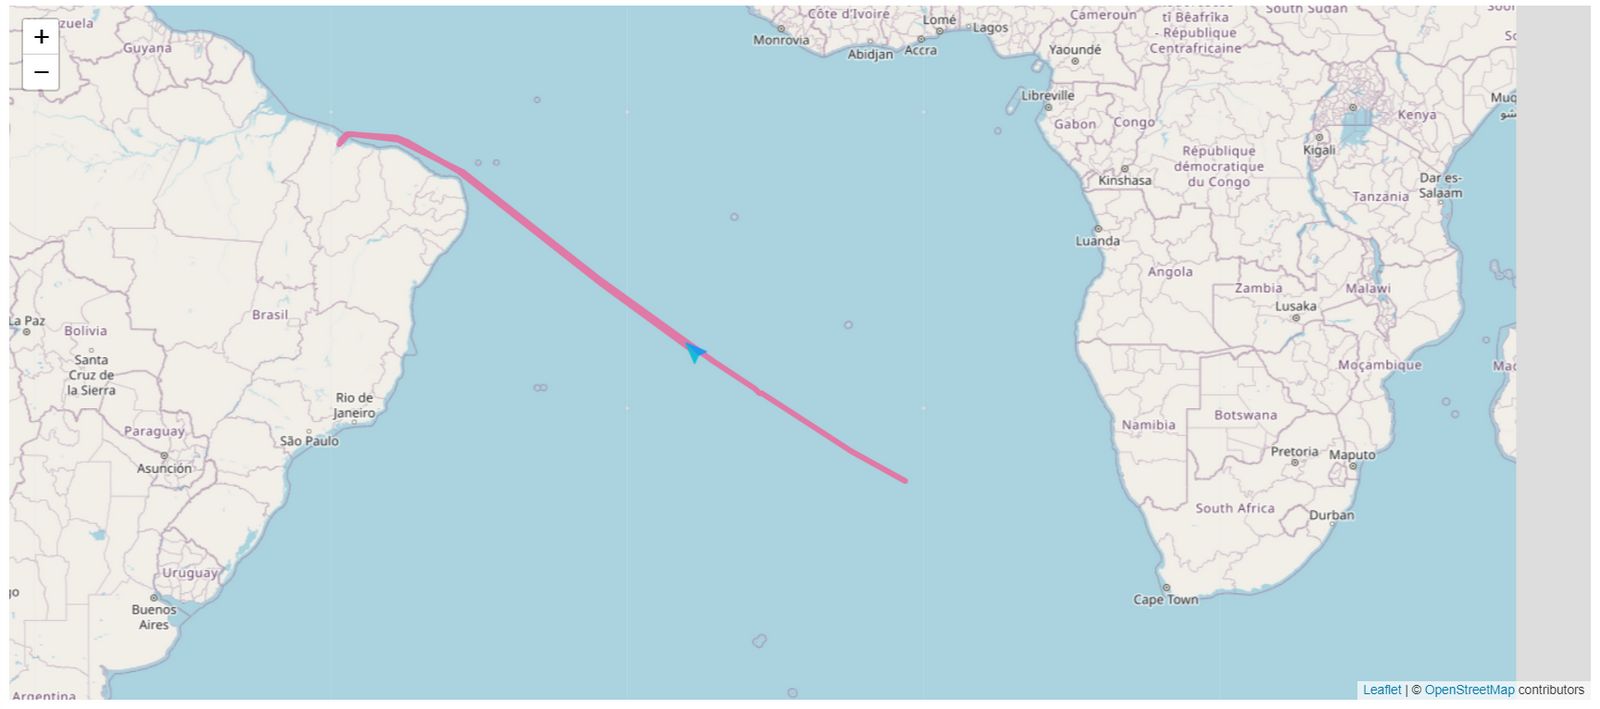 +
−
zuela
Guyana
Côte d'Ivoire
Monrovia
Abidjan
Accra
Lomé
Lagos
Cameroun
ti Bêafrîka
- République
Centrafricaine
South Sudan
Yaoundé
Libreville
Gabon
Congo
République
démocratique
du Congo
Kinshasa
Kenya
Kigali
Tanzania
Dar es-
Salaam
Muq
Luanda
Angola
Zambia
Malawi
Lusaka
Moçambique
Brasil
La Paz
Bolivia
Santa
Cruz de
la Sierra
Rio de
Janeiro
São Paulo
Paraguay
Asunción
Namibia
Botswana
Pretoria
Maputo
South Africa
Durban
Cape Town
Uruguay
Buenos
Aires
Argentina
Leaflet | © OpenStreetMap contributors